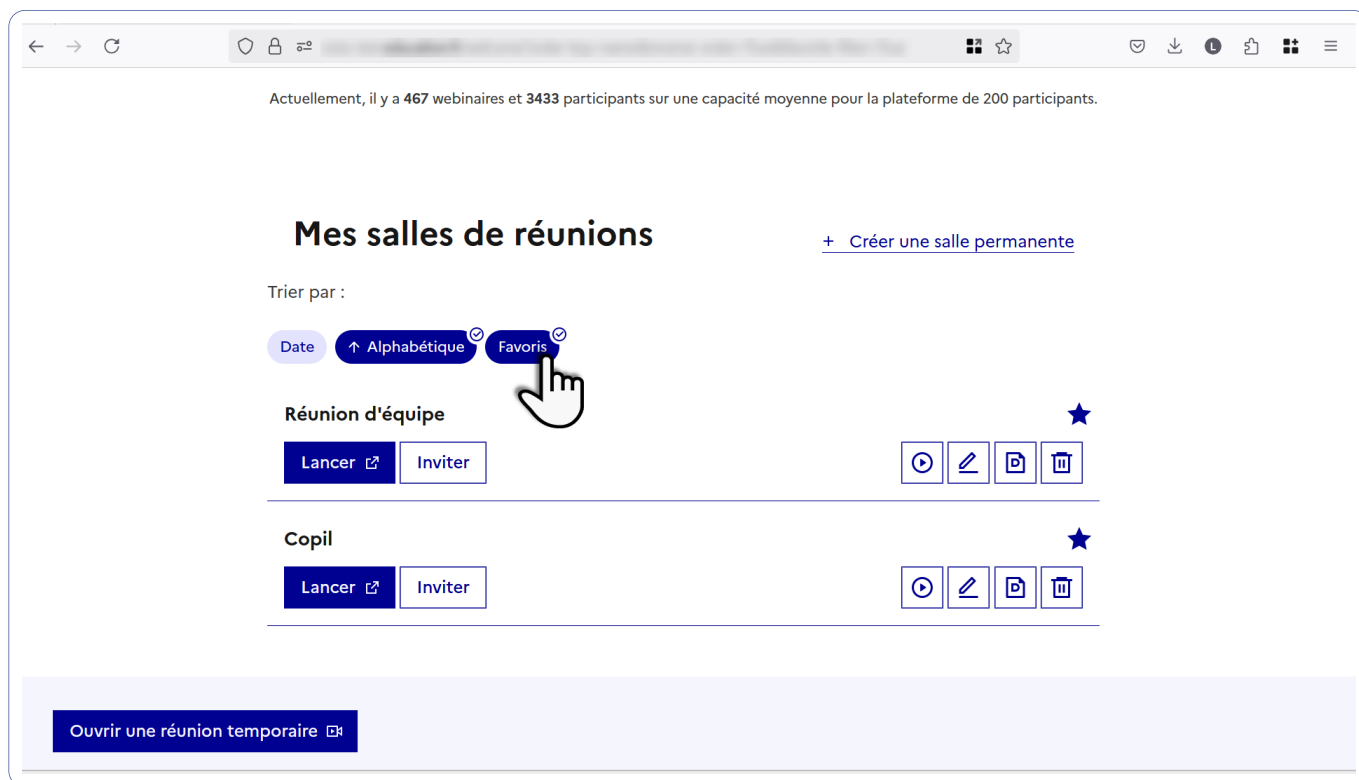 Actuellement, il y a 467 webinaires et 3433 participants sur une capacité moyenne pour la plateforme de 200 participants.
Mes salles de réunions
+ Créer une salle permanente
Trier par :
Date
↑ Alphabétique
Favoris
Réunion d'équipe
Lancer
Inviter
Copil
Lancer
Inviter
Ouvrir une réunion temporaire